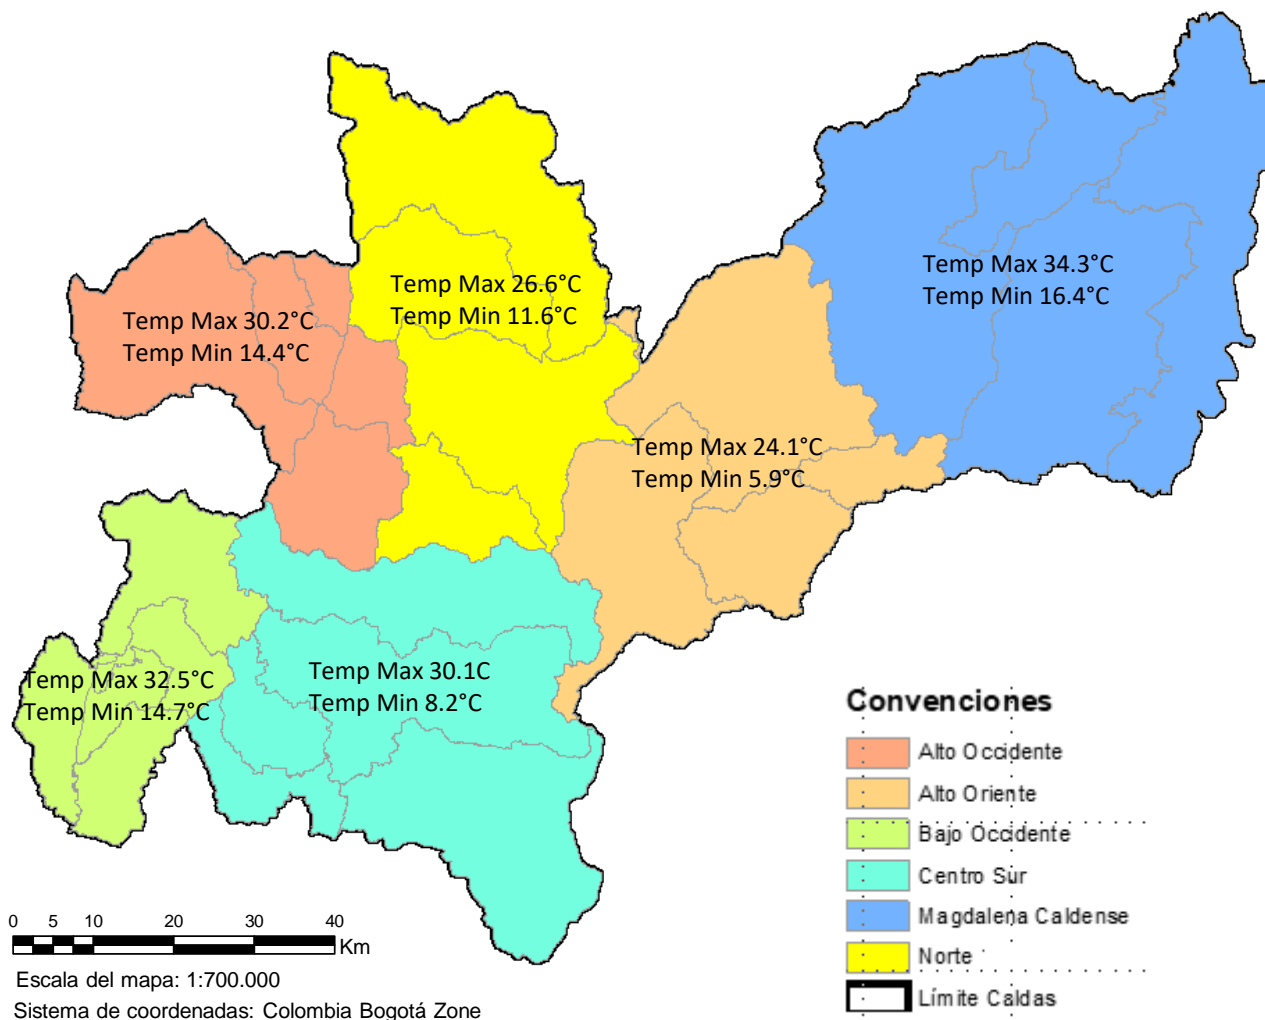 Temp Max 26.6°C
Temp Min 11.6°C
Temp Max 34.3°C
Temp Min 16.4°C
Temp Max 30.2°C
Temp Min 14.4°C
Temp Max 24.1°C
Temp Min 5.9°C
Temp Max 32.5°C
Temp Min 14.7°C
Temp Max 30.1C
Temp Min 8.2°C
Convenciones
Alto Occidente
Alto Oriente
Bajo Occidente
Centro Sur
Magdalena Caldense
Norte
Límite Caldas
0 5 10 20 30 40
Km
Escala del mapa: 1:700.000
Sistema de coordenadas: Colombia Bogotá Zone